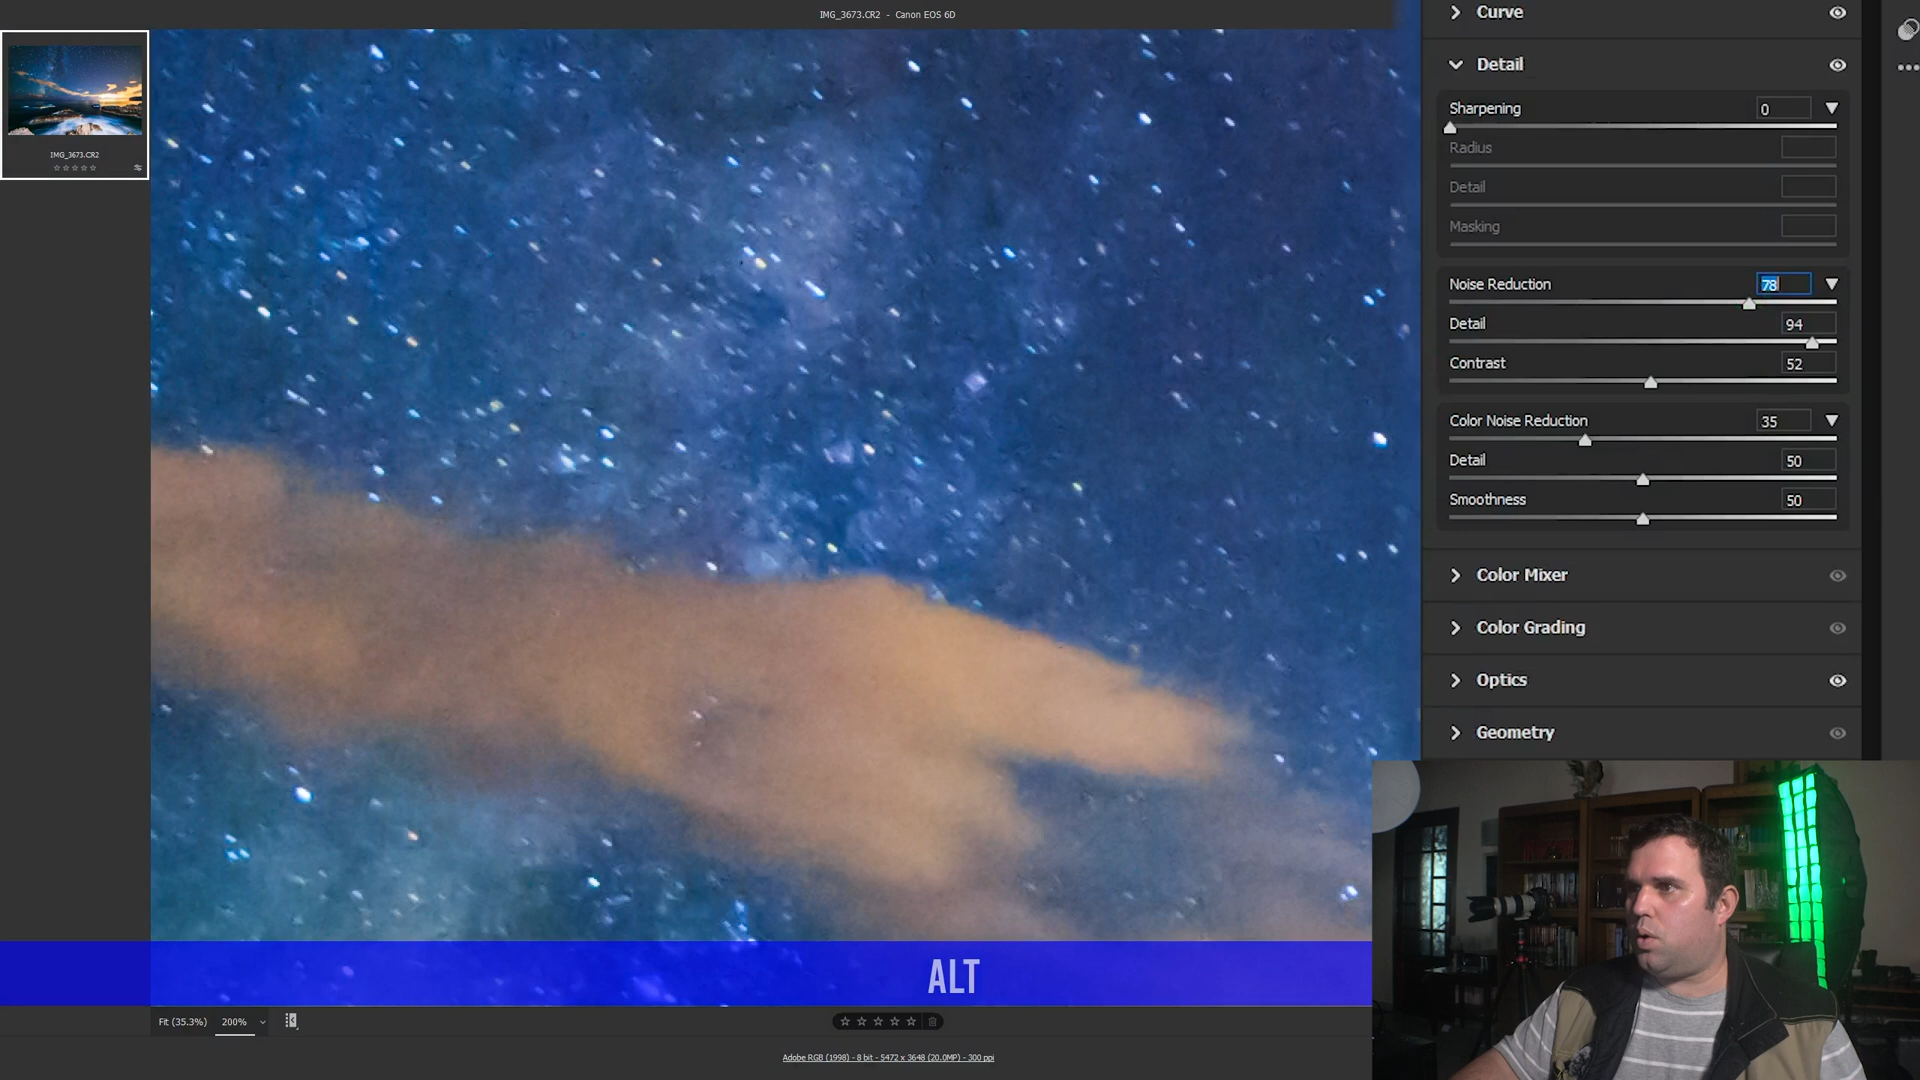 IMG_3673.CR2 - Canon EOS 6D
IMG_3673.CR2
Curve
Detail
Sharpening 0
Radius
Detail
Masking
Noise Reduction 78
Detail 94
Contrast 52
Color Noise Reduction 35
Detail 50
Smoothness 50
Color Mixer
Color Grading
Optics
Geometry
ALT
Fit (35.3%) 200%
Adobe RGB (1998) - 8 bit - 5472 x 3648 (20.0MP) - 300 ppi